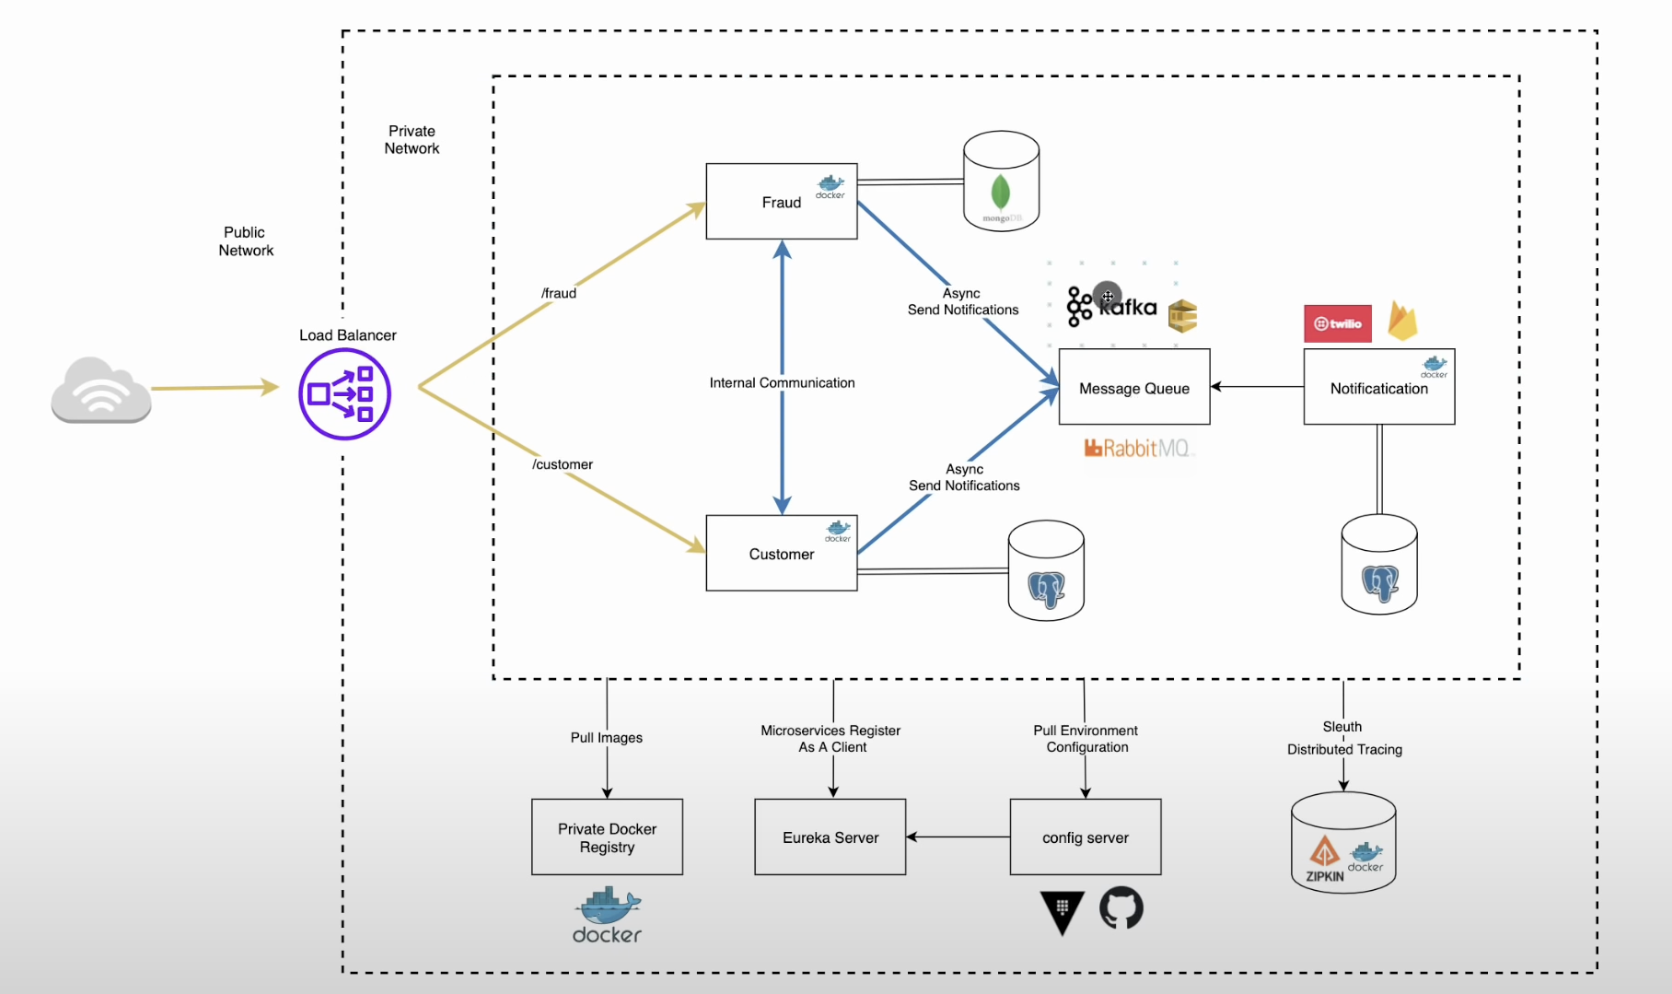 Private
Network
Public
Network
Load Balancer
/fraud
/customer
Fraud
docker
mongoDB
Async
Send Notifications
Internal Communication
kafka
Message Queue
RabbitMQ
twilio
docker
Notificatication
Async
Send Notifications
docker
Customer
Pull Images
Microservices Register
As A Client
Pull Environment
Configuration
Sleuth
Distributed Tracing
Private Docker
Registry
docker
Eureka Server
config server
ZIPKIN
docker